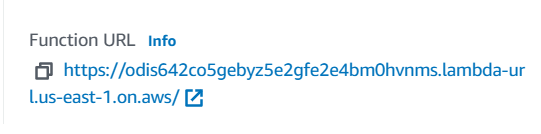 Function URL Info
https://odis642co5gebyz5e2gfe2e4bm0hvnms.lambda-ur
l.us-east-1.on.aws/